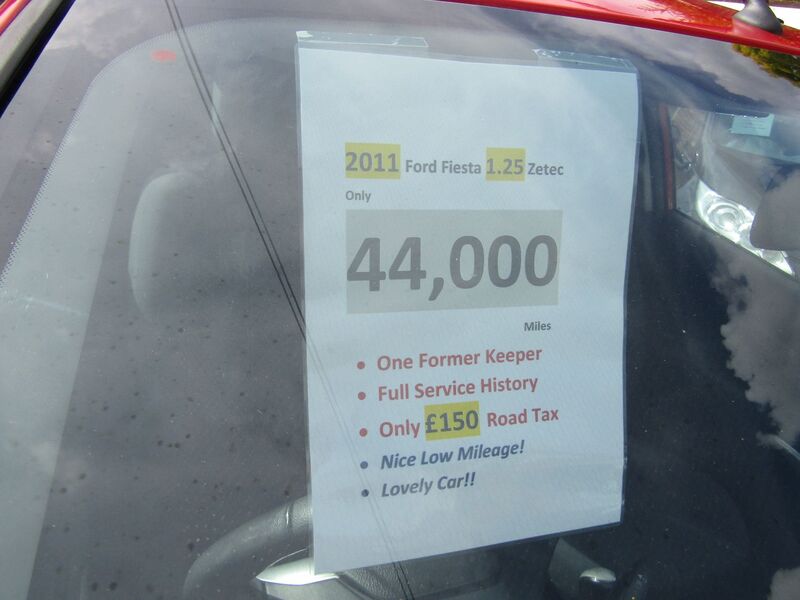 2011 Ford Fiesta 1.25 Zetec
Only
44,000
Miles
• One Former Keeper
• Full Service History
• Only £150 Road Tax
• Nice Low Mileage!
• Lovely Car!!